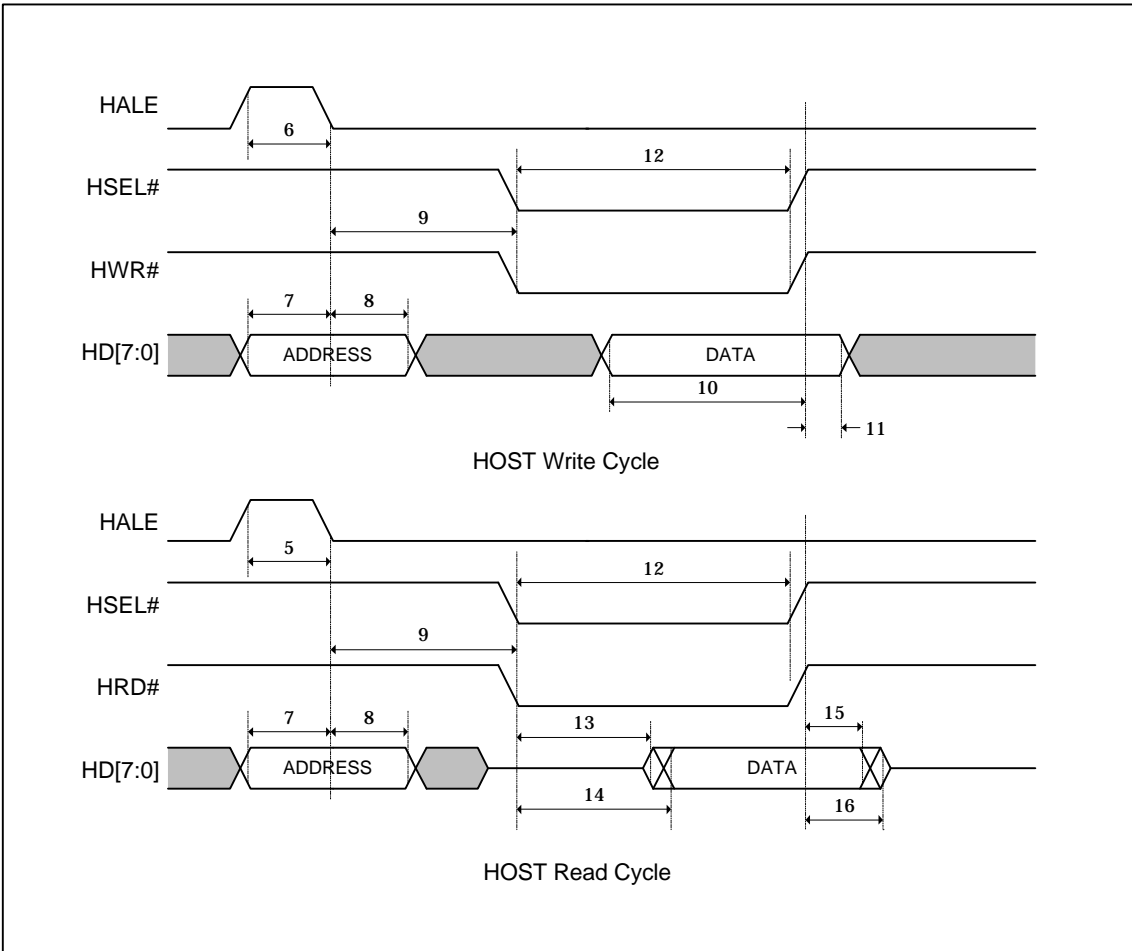 HALE
6
12
HSEL#
9
HWR#
7 8
HD[7:0] ADDRESS DATA
10
11
HOST Write Cycle
HALE
5
12
HSEL#
9
HRD#
7 8 13 15
HD[7:0] ADDRESS DATA
14 16
HOST Read Cycle